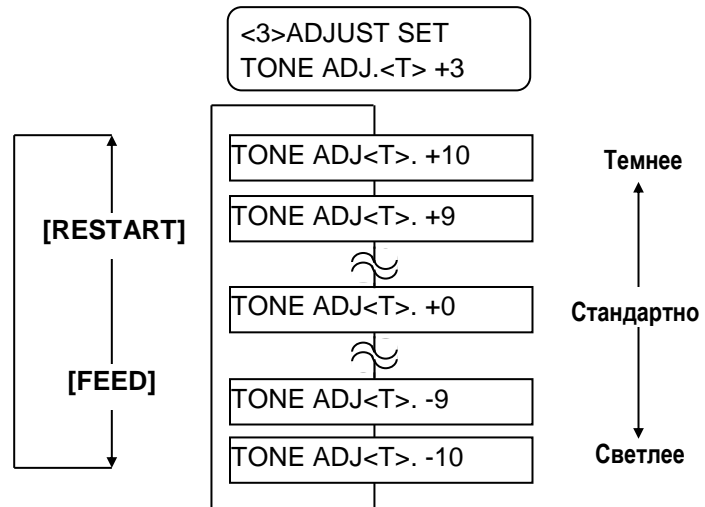 <3>ADJUST SET
TONE ADJ.<T> +3
TONE ADJ<T>. +10
Темнее
TONE ADJ<T>. +9
[RESTART]
TONE ADJ<T>. +0
Стандартно
[FEED]
TONE ADJ<T>. -9
TONE ADJ<T>. -10
Светлее